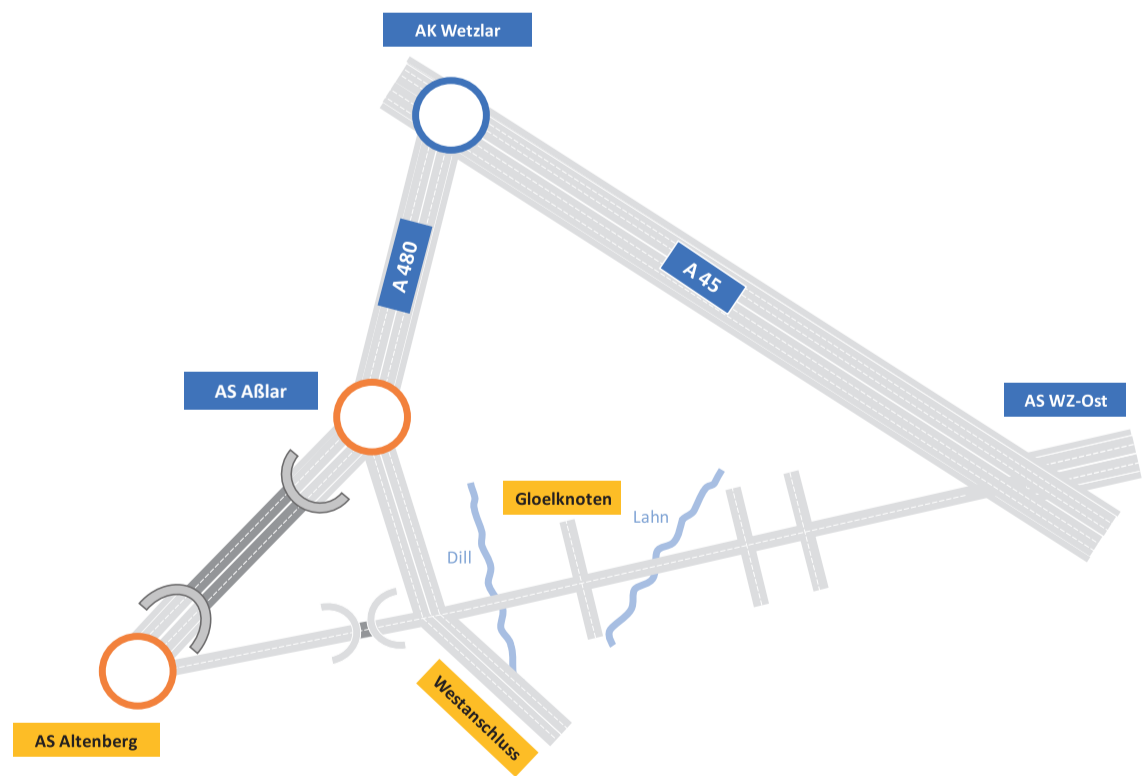 AK Wetzlar
A 480
A 45
AS Aßlar
AS WZ-Ost
Gloelknoten
Lahn
Dill
Westanschluss
AS Altenberg